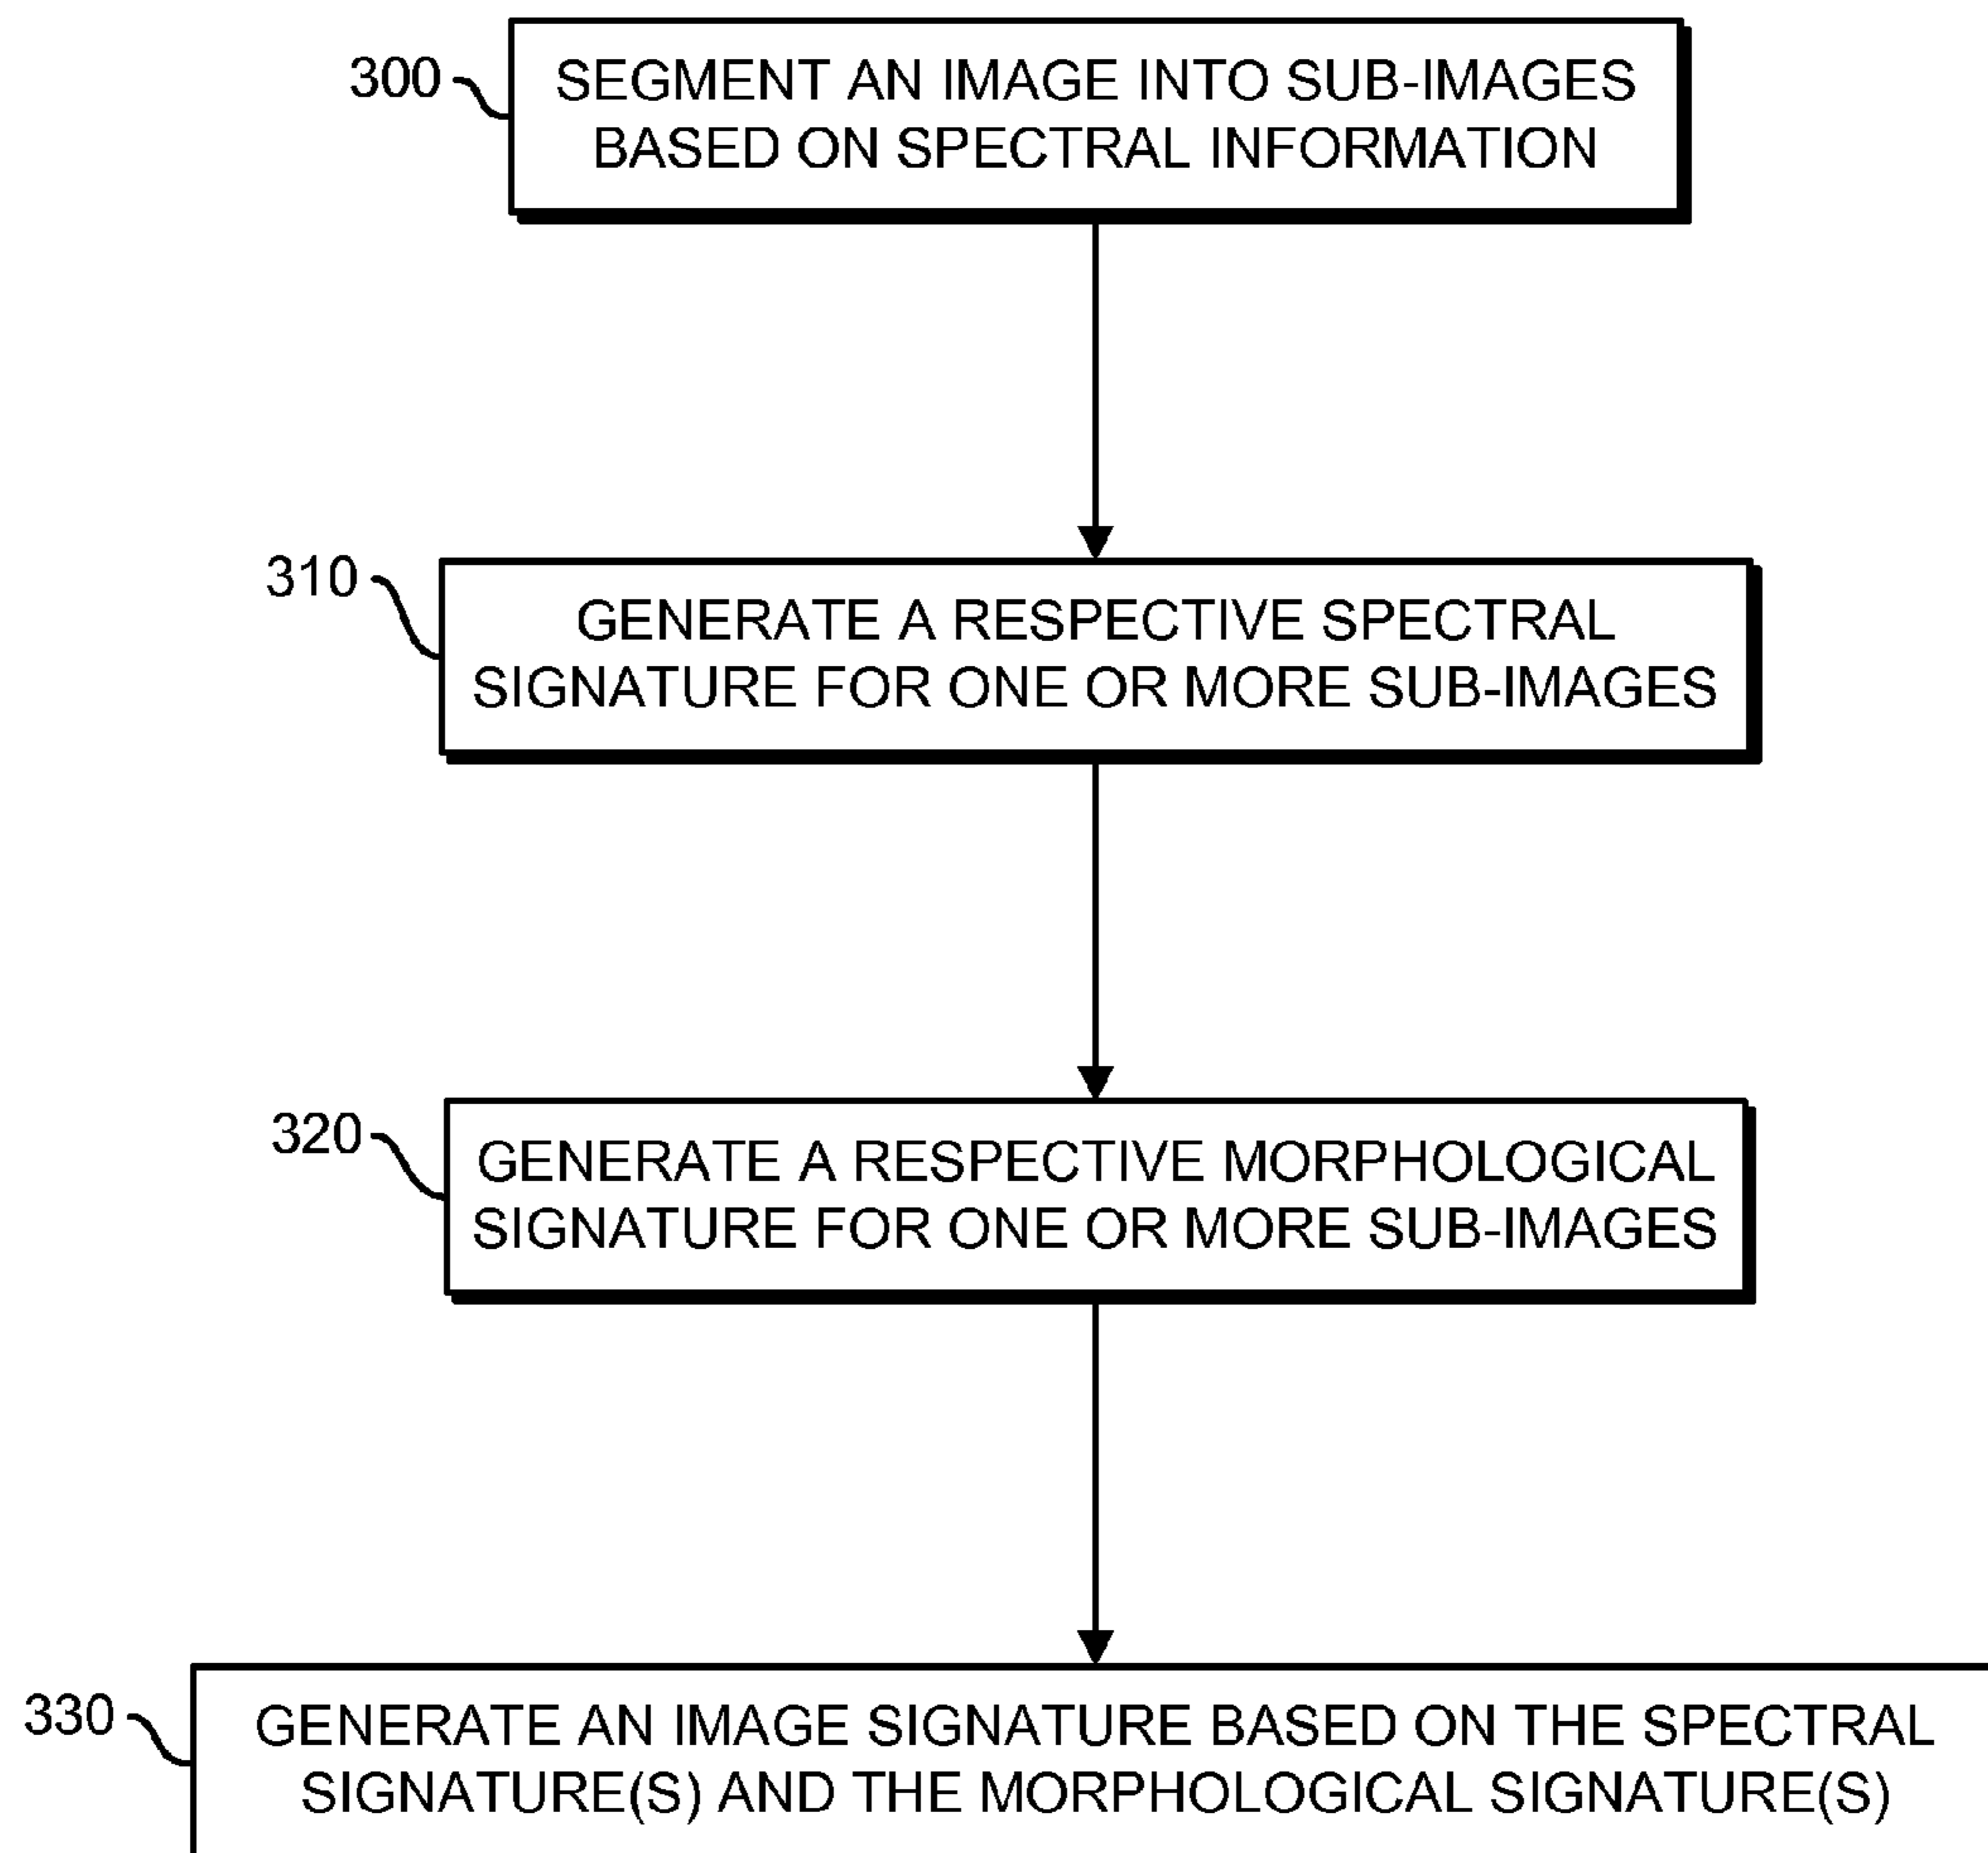 300
SEGMENT AN IMAGE INTO SUB-IMAGES
BASED ON SPECTRAL INFORMATION
310
GENERATE A RESPECTIVE SPECTRAL
SIGNATURE FOR ONE OR MORE SUB-IMAGES
320
GENERATE A RESPECTIVE MORPHOLOGICAL
SIGNATURE FOR ONE OR MORE SUB-IMAGES
330
GENERATE AN IMAGE SIGNATURE BASED ON THE SPECTRAL
SIGNATURE(S) AND THE MORPHOLOGICAL SIGNATURE(S)